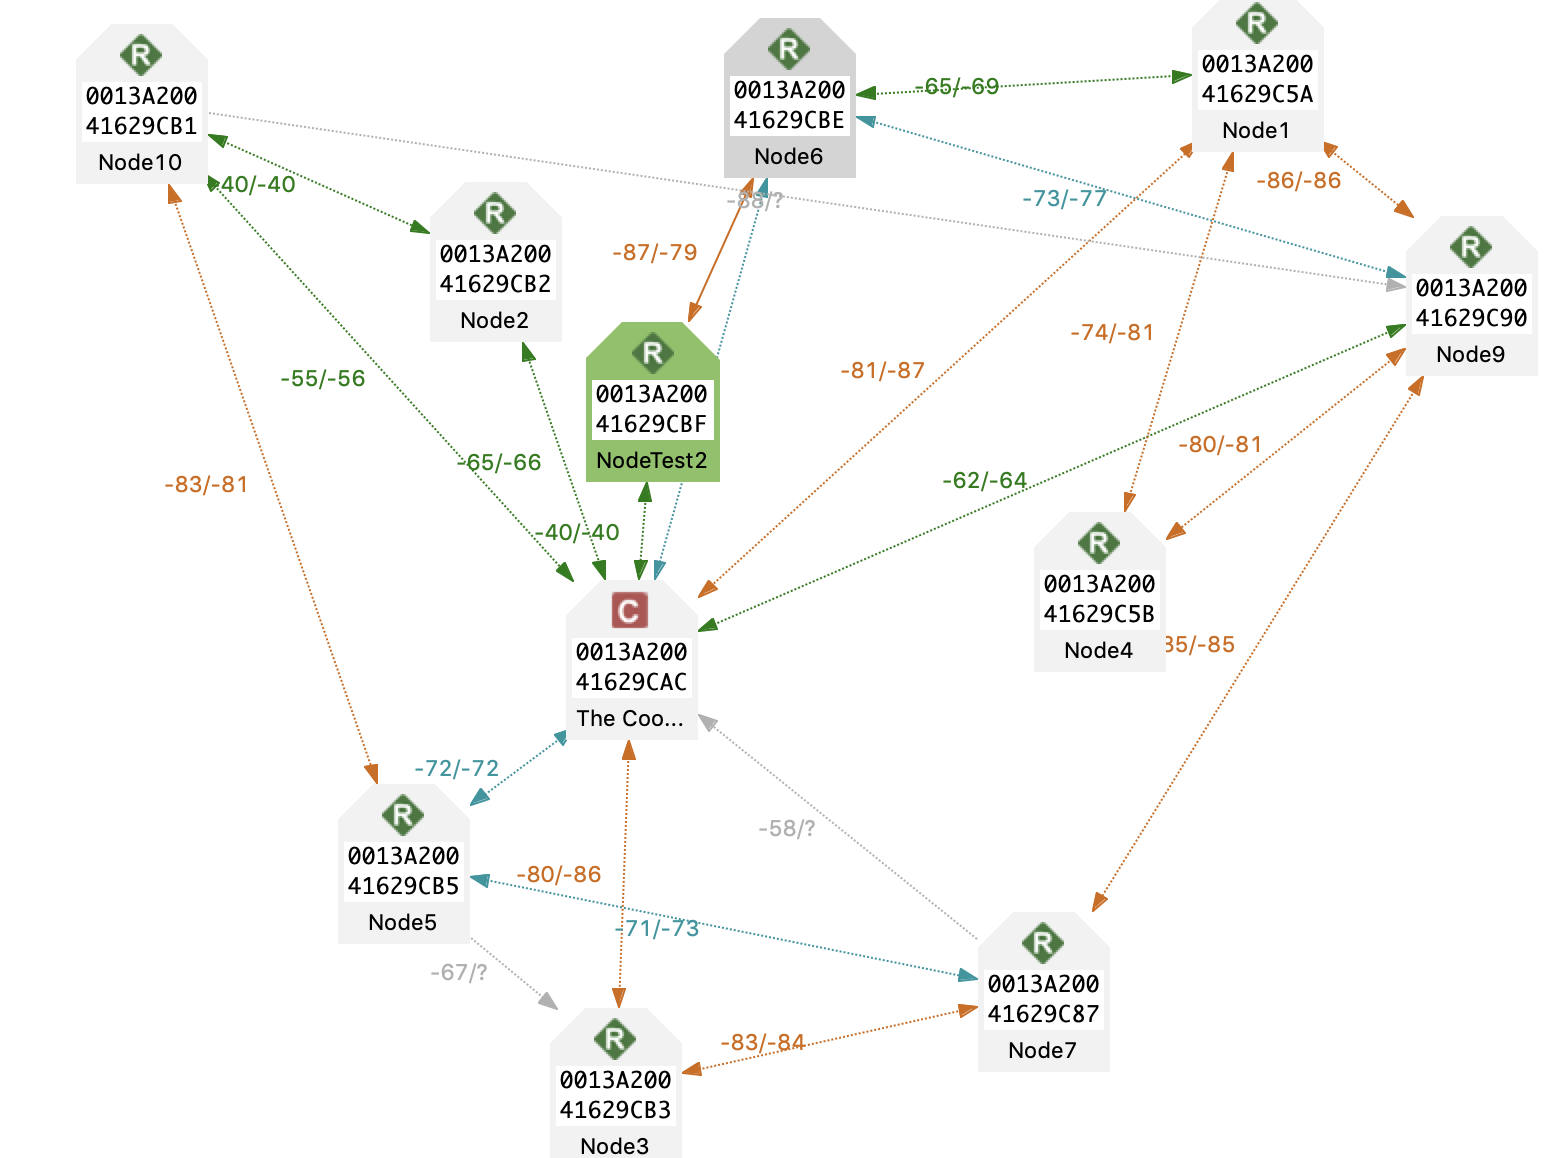 R
0013A200
41629CB1
Node10
R
0013A200
41629CBE
Node6
R
0013A200
41629C5A
Node1
-65/-69
-86/-86
-40/-40
-88/?
-73/-77
R
0013A200
41629CB2
Node2
-87/-79
R
0013A200
41629C90
Node9
R
0013A200
41629CBF
NodeTest2
-74/-81
-81/-87
-55/-56
-80/-81
-65/-66
-83/-81
-62/-64
-40/-40
R
0013A200
41629C5B
Node4
C
0013A200
41629CAC
The Coo...
/-85
-72/-72
-58/?
R
0013A200
41629CB5
Node5
-80/-86
-71/-73
-67/?
R
0013A200
41629C87
Node7
-83/-84
R
0013A200
41629CB3
Node3